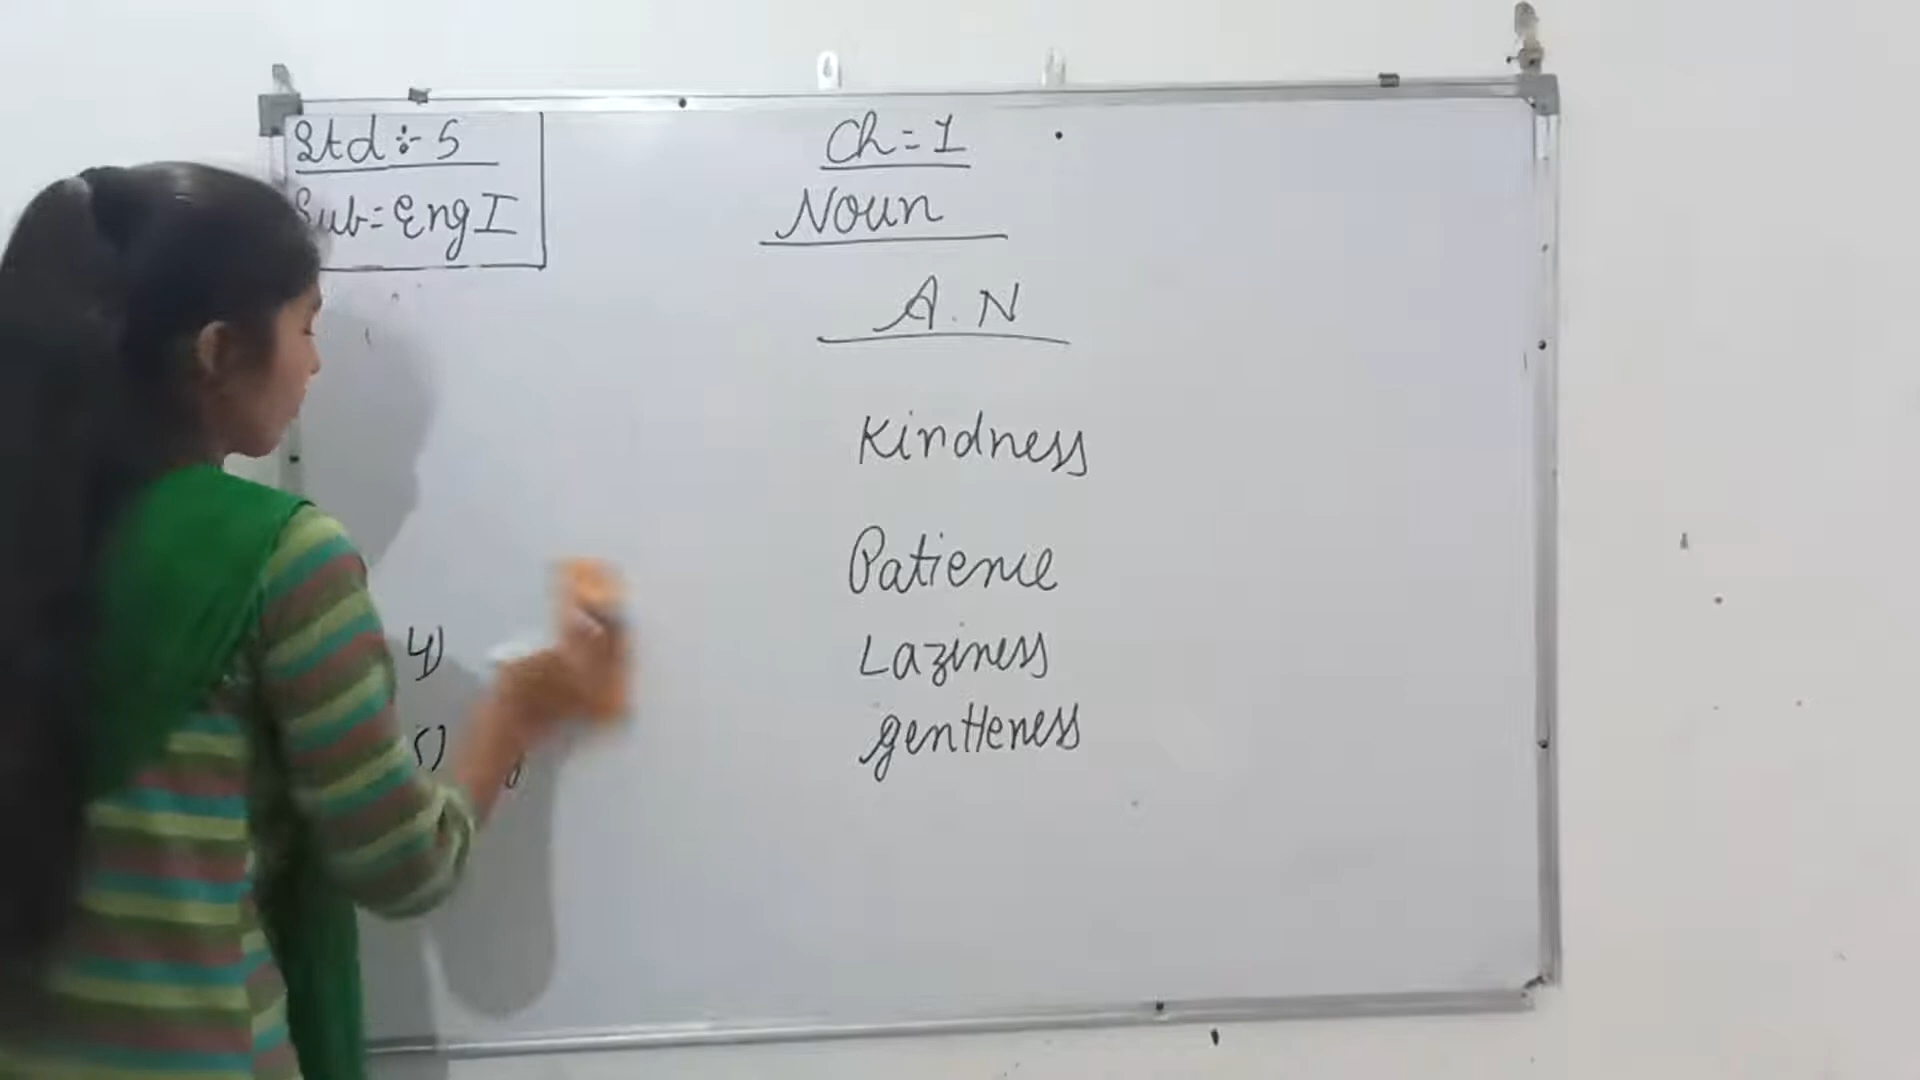 Std :- 5
Sub = Eng I
Ch = 1
Noun
A. N
Kindness
Patience
4) Laziness
5) gentleness